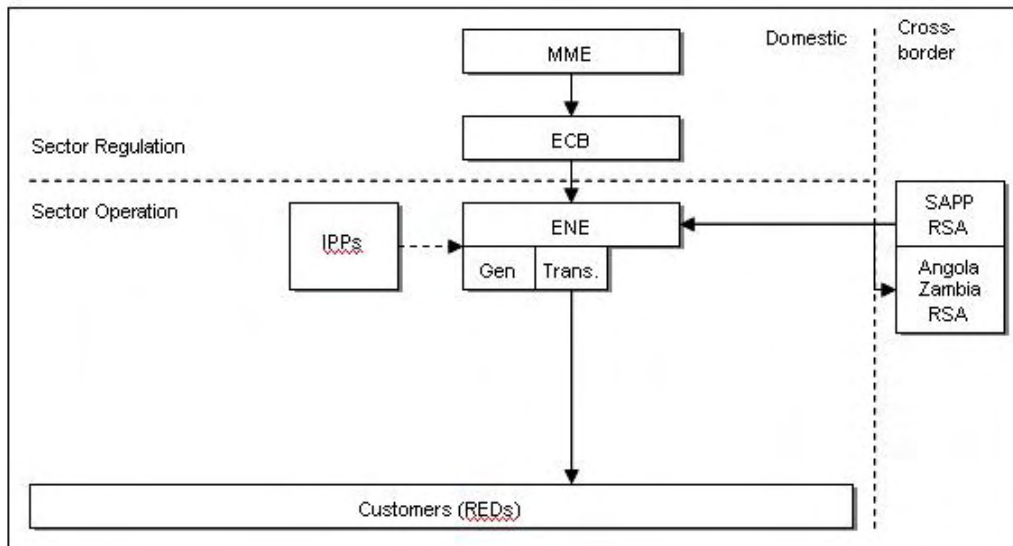 MME
Domestic
Cross-
border
ECB
Sector Regulation
Sector Operation
IPPs
ENE
Gen
Trans.
SAPP
RSA
Angola
Zambia
RSA
Customers (REDs)